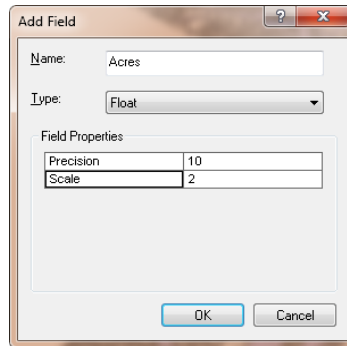 Add Field
Name: Acres
Type: Float
Field Properties
Precision 10
Scale 2
OK Cancel